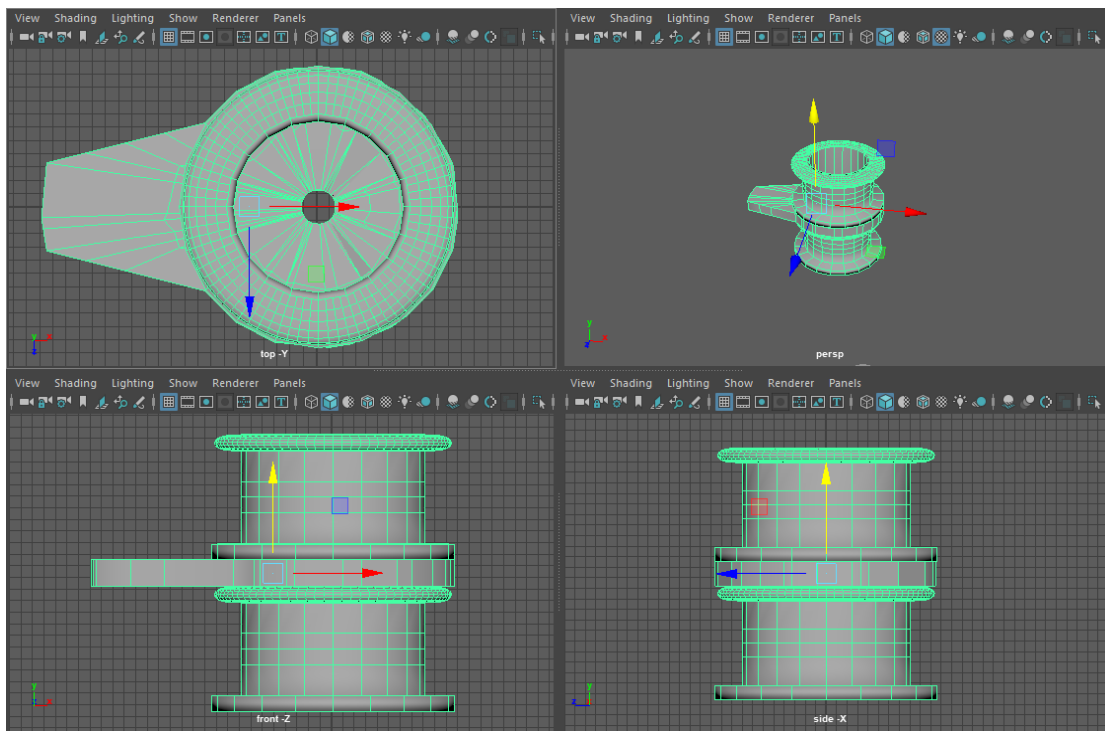 View Shading Lighting Show Renderer Panels
View Shading Lighting Show Renderer Panels
top -Y
y x
z
persp
y
z x
View Shading Lighting Show Renderer Panels
View Shading Lighting Show Renderer Panels
front -Z
y
z x
side -X
y
z